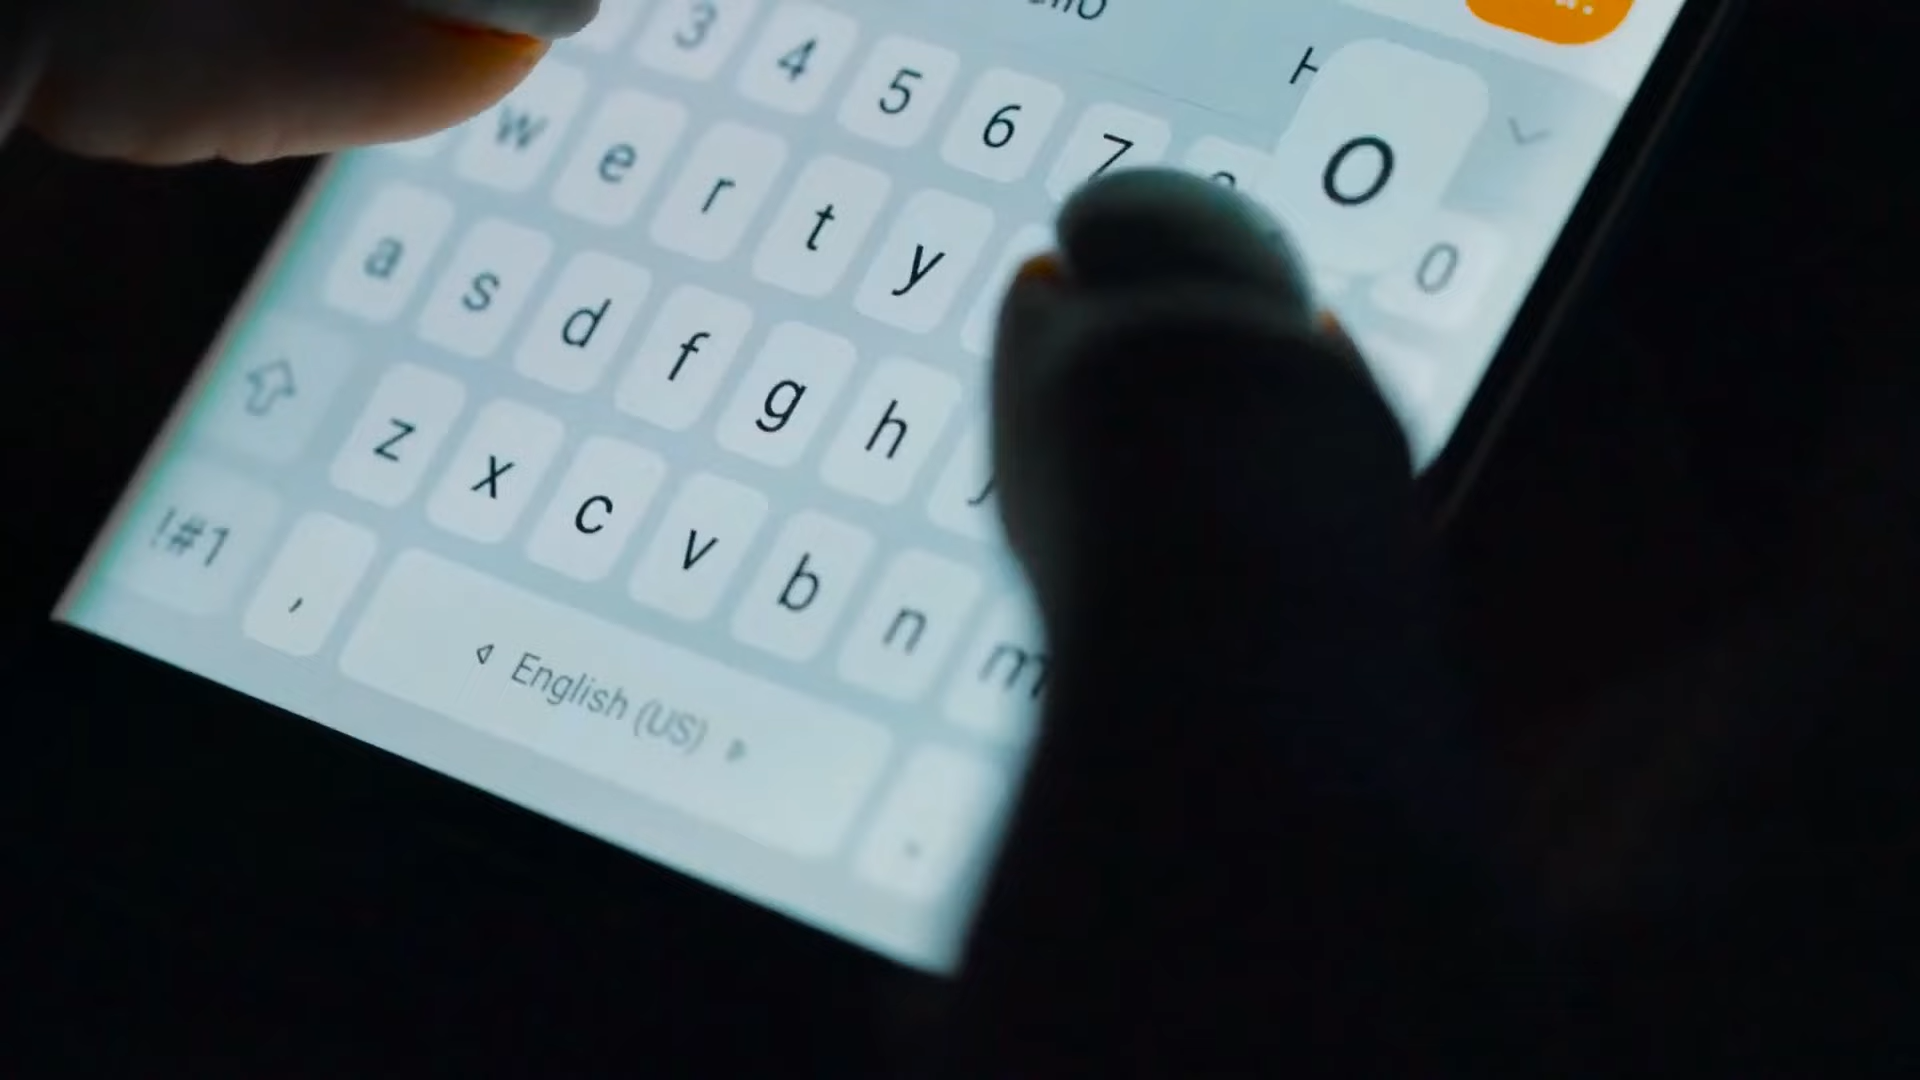 H
3 4 5 6 7 0
w e r t y o
a s d f g h j
z x c v b n m
!#1 , English (US) .